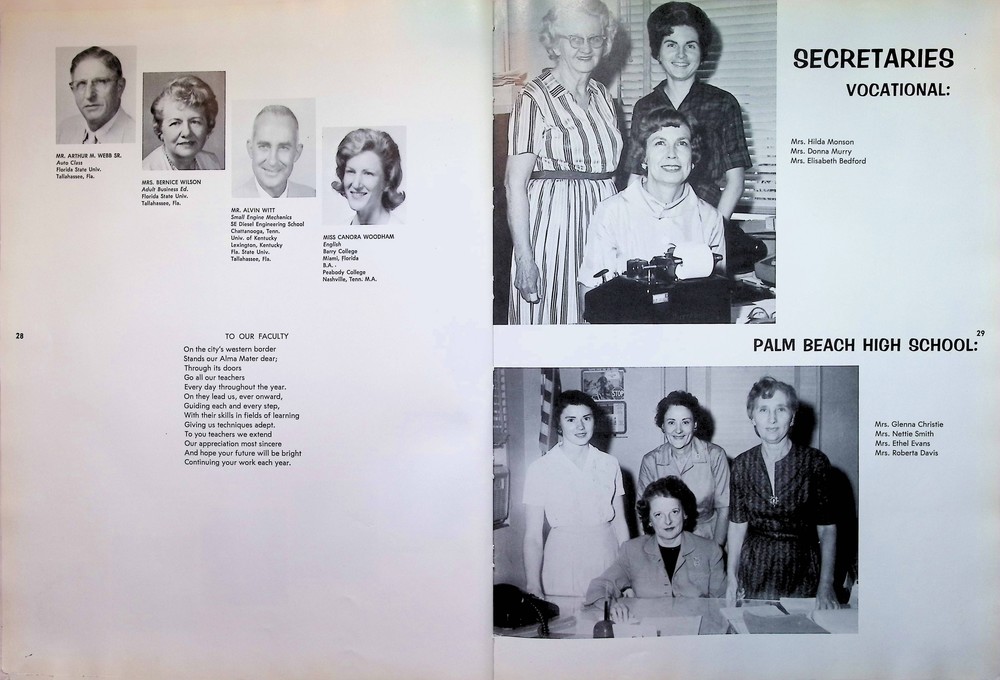 MR. ARTHUR M. WEBB SR.
Auto Class
Florida State Univ.
Tallahassee, Fla.
MRS. BERNICE WILSON
Adult Business Ed.
Florida State Univ.
Tallahassee, Fla.
MR. ALVIN WITT
Small Engine Mechanics
SE Diesel Engineering School
Chattanooga, Tenn.
Univ. of Kentucky
Lexington, Kentucky
Fla. State Univ.
Tallahassee, Fla.
MISS CANORA WOODHAM
English
Barry College
Miami, Florida
B.A. .
Peabody College
Nashville, Tenn. M.A.
28
TO OUR FACULTY
On the city's western border
Stands our Alma Mater dear;
Through its doors
Go all our teachers
Every day throughout the year.
On they lead us, ever onward,
Guiding each and every step,
With their skills in fields of learning
Giving us techniques adept.
To you teachers we extend
Our appreciation most sincere
And hope your future will be bright
Continuing your work each year.
SECRETARIES
VOCATIONAL:
Mrs. Hilda Monson
Mrs. Donna Murry
Mrs. Elisabeth Bedford
29
PALM BEACH HIGH SCHOOL:
STOP
Mrs. Glenna Christie
Mrs. Nettie Smith
Mrs. Ethel Evans
Mrs. Roberta Davis